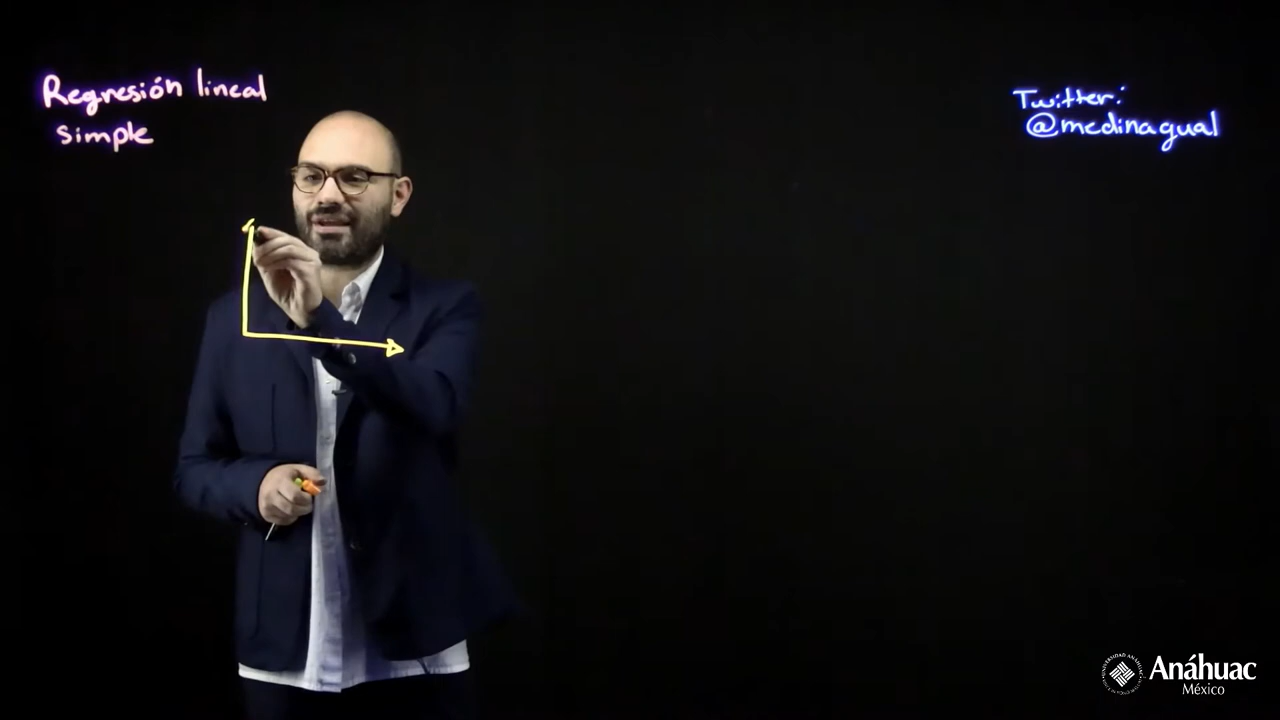 Regresión lineal
simple
Twitter:
@medinagual
Anáhuac
México